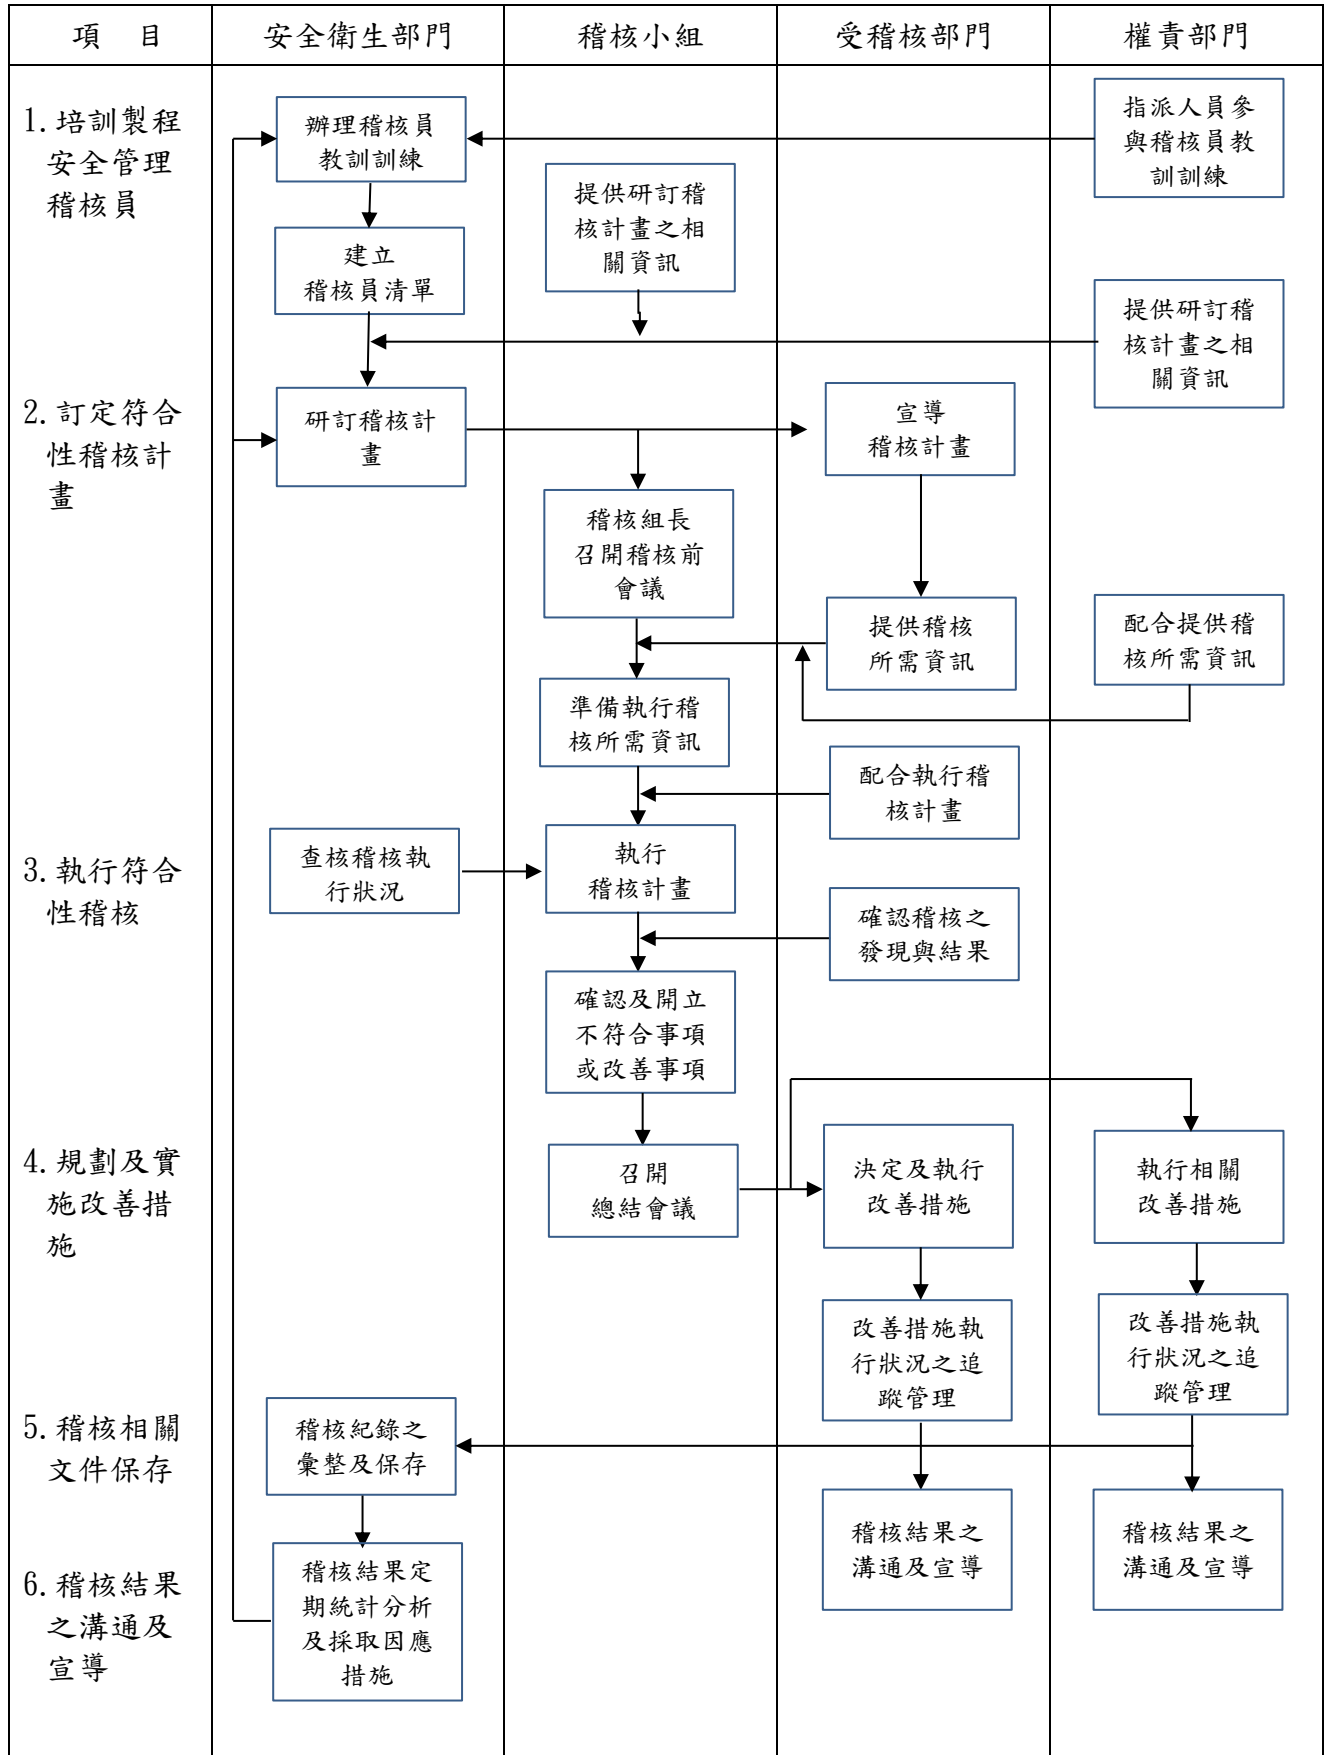 項　目
安全衛生部門
稽核小組
受稽核部門
權責部門
1.培訓製程
安全管理
稽核員
辦理稽核員
教訓訓練
指派人員參
與稽核員教
訓訓練
提供研訂稽
核計畫之相
關資訊
建立
稽核員清單
提供研訂稽
核計畫之相
關資訊
2.訂定符合
性稽核計
畫
研訂稽核計
畫
宣導
稽核計畫
稽核組長
召開稽核前
會議
提供稽核
所需資訊
配合提供稽
核所需資訊
準備執行稽
核所需資訊
配合執行稽
核計畫
3.執行符合
性稽核
查核稽核執
行狀況
執行
稽核計畫
確認稽核之
發現與結果
確認及開立
不符合事項
或改善事項
4.規劃及實
施改善措
施
召開
總結會議
決定及執行
改善措施
執行相關
改善措施
改善措施執
行狀況之追
蹤管理
改善措施執
行狀況之追
蹤管理
5.稽核相關
文件保存
稽核紀錄之
彙整及保存
稽核結果之
溝通及宣導
稽核結果之
溝通及宣導
6.稽核結果
之溝通及
宣導
稽核結果定
期統計分析
及採取因應
措施